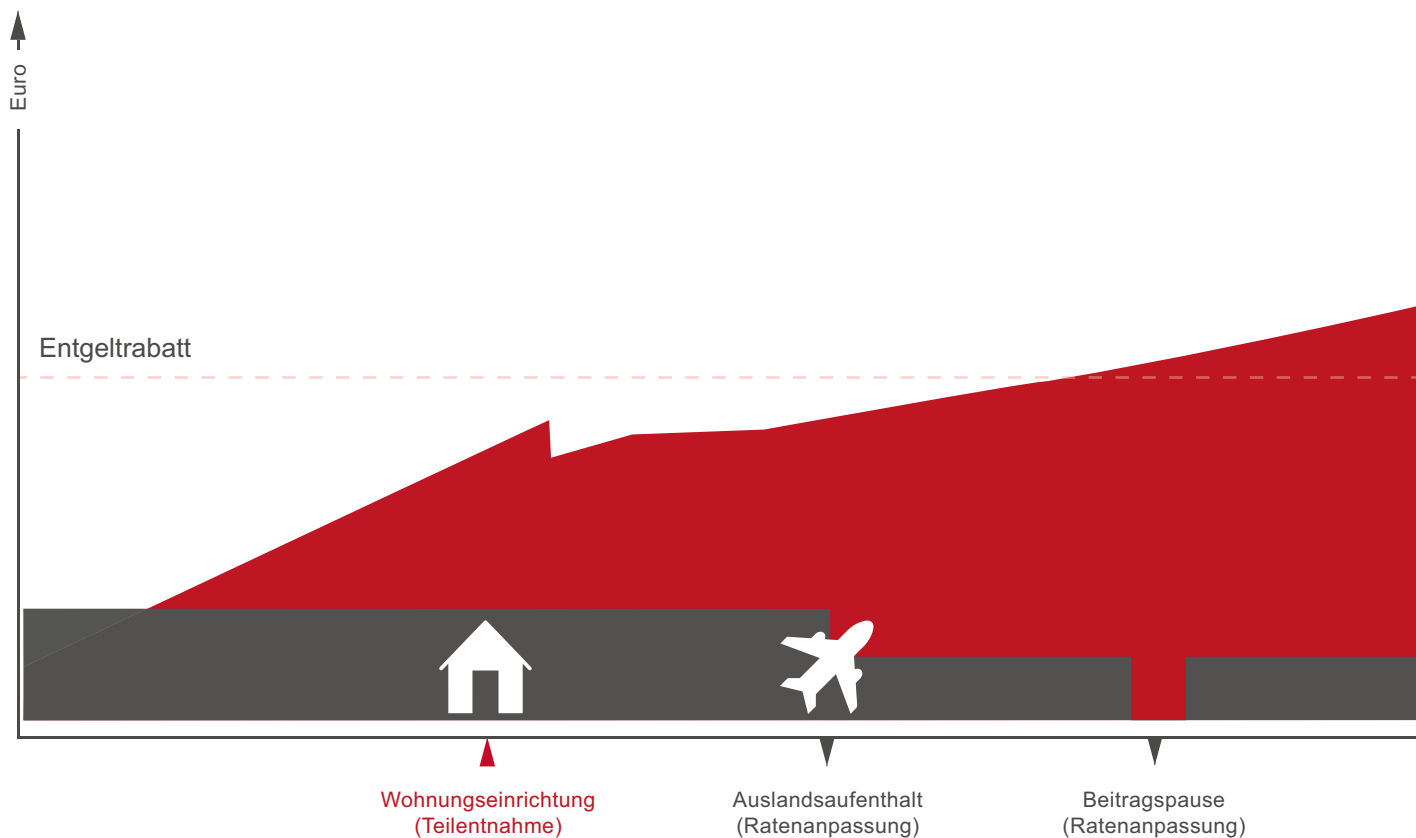 Euro
Entgeltrabatt
Wohnungseinrichtung
(Teilentnahme)
Auslandsaufenthalt
(Ratenanpassung)
Beitragspause
(Ratenanpassung)